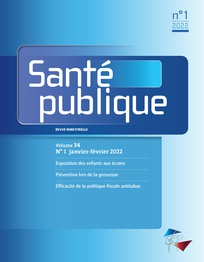 n°1
2022
Santé
publique
REVUE BIMESTRIELLE
Volume 34
N° 1 janvier-février 2022
Exposition des enfants aux écrans
Prévention lors de la grossesse
Efficacité de la politique fiscale antitabac